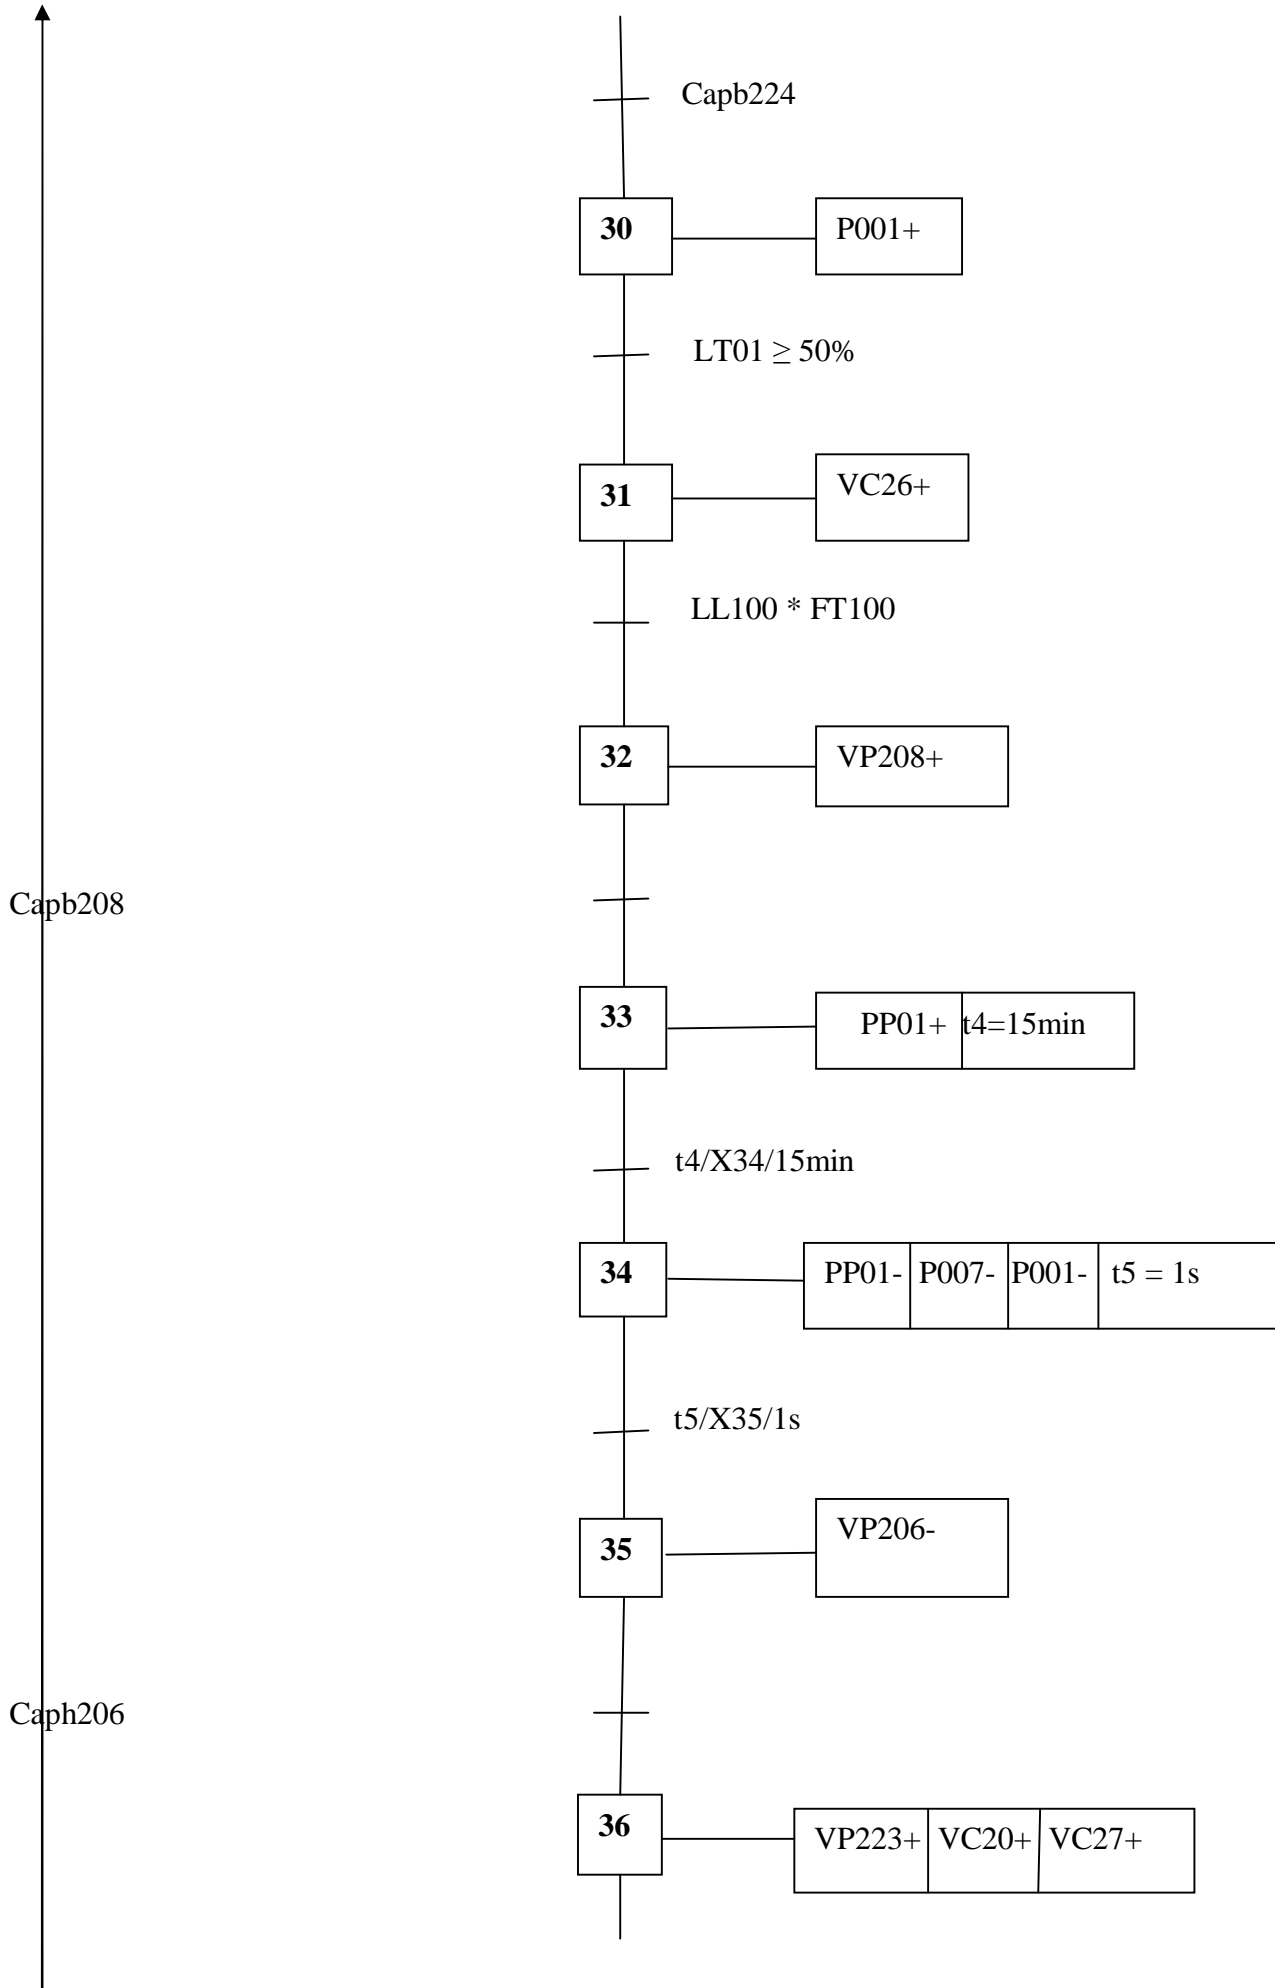 Capb224
30
P001+
LT01 ≥ 50%
31
VC26+
LL100 * FT100
32
VP208+
Capb208
33
PP01+ t4=15min
t4/X34/15min
34
PP01- P007- P001- t5 = 1s
t5/X35/1s
35
VP206-
Caph206
36
VP223+ VC20+ VC27+